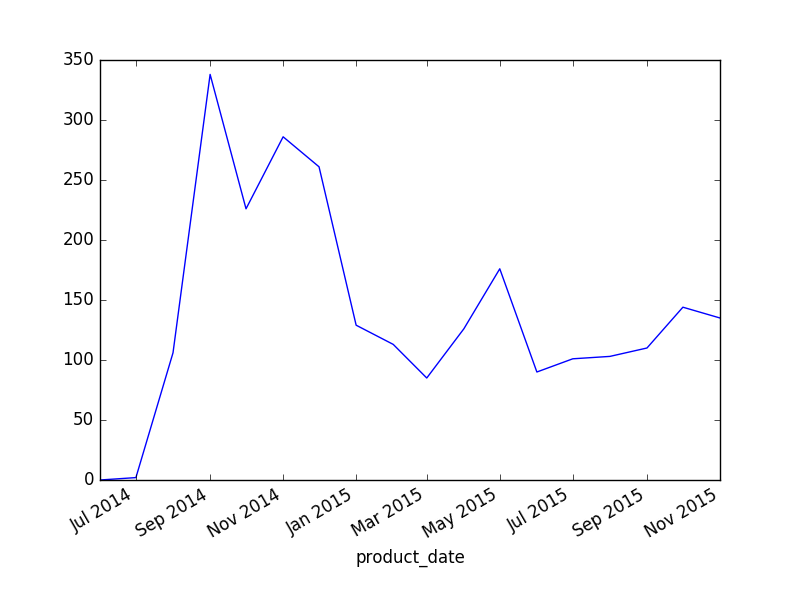 350
300
250
200
150
100
50
0
Jul 2014
Sep 2014
Nov 2014
Jan 2015
Mar 2015
May 2015
Jul 2015
Sep 2015
Nov 2015
product_date